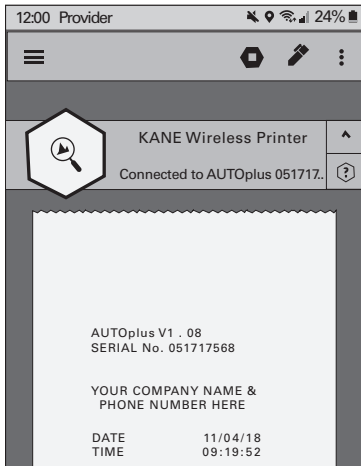 12:00 Provider 24%
KANE Wireless Printer
Connected to AUTOplus 051717..
?
AUTOplus V1 . 08
SERIAL No. 051717568
YOUR COMPANY NAME &
PHONE NUMBER HERE
DATE 11/04/18
TIME 09:19:52